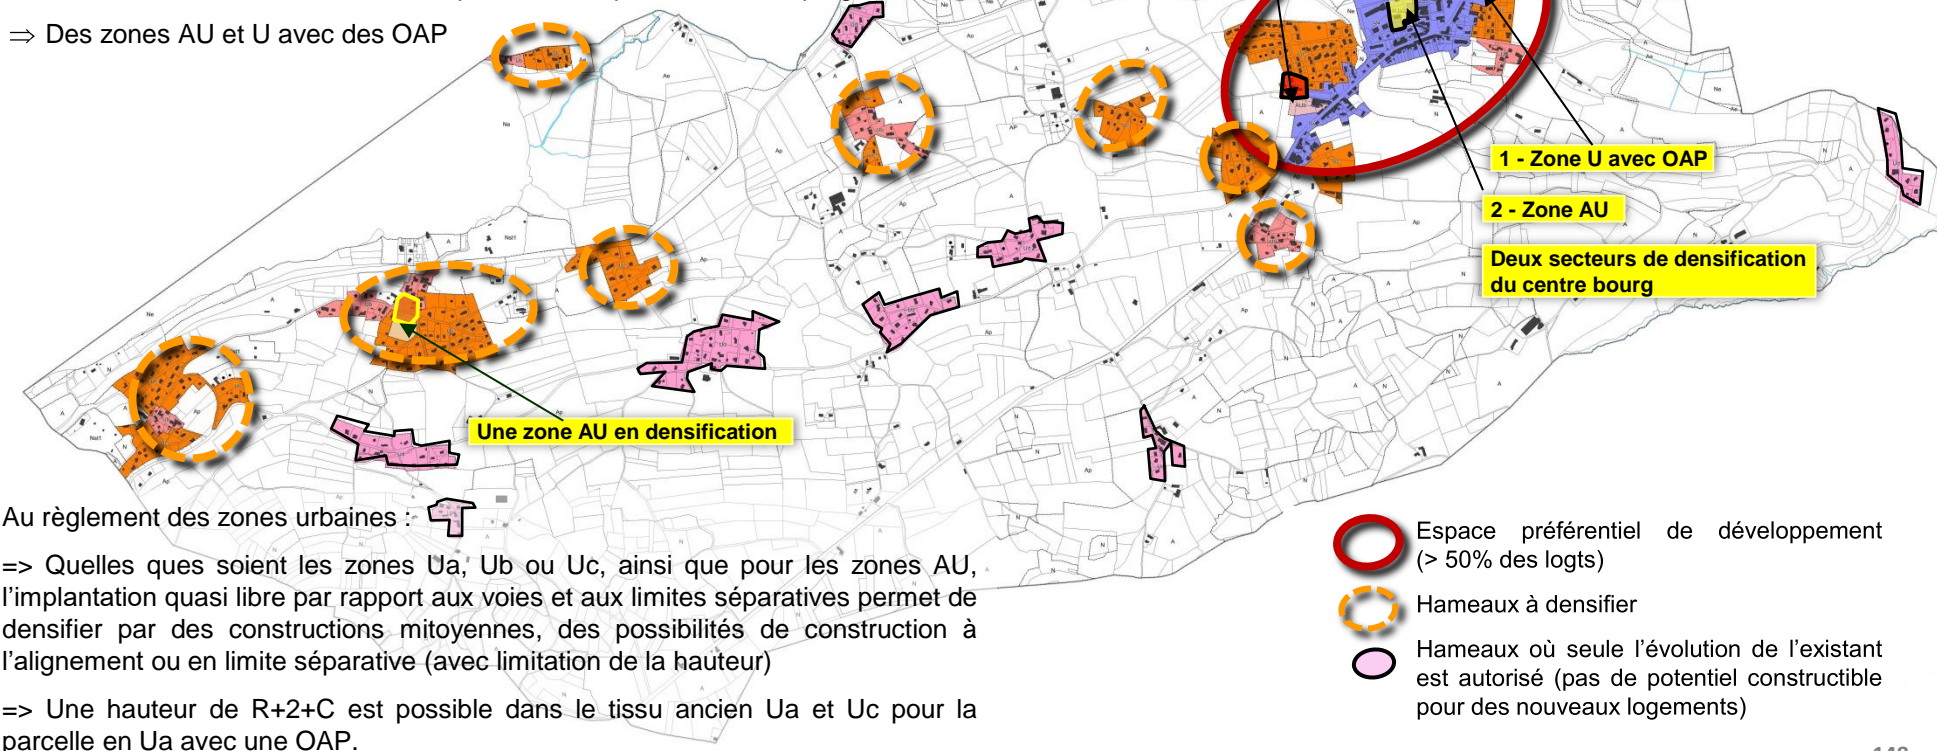 ⇒ Des zones AU et U avec des OAP
1 - Zone U avec OAP
2 - Zone AU
Deux secteurs de densification
du centre bourg
Une zone AU en densification
Au règlement des zones urbaines :
=> Quelles ques soient les zones Ua, Ub ou Uc, ainsi que pour les zones AU,
l'implantation quasi libre par rapport aux voies et aux limites séparatives permet de
densifier par des constructions mitoyennes, des possibilités de construction à
l'alignement ou en limite séparative (avec limitation de la hauteur)
=> Une hauteur de R+2+C est possible dans le tissu ancien Ua et Uc pour la
parcelle en Ua avec une OAP.
Espace préférentiel de développement
(> 50% des logts)
Hameaux à densifier
Hameaux où seule l'évolution de l'existant
est autorisé (pas de potentiel constructible
pour des nouveaux logements)